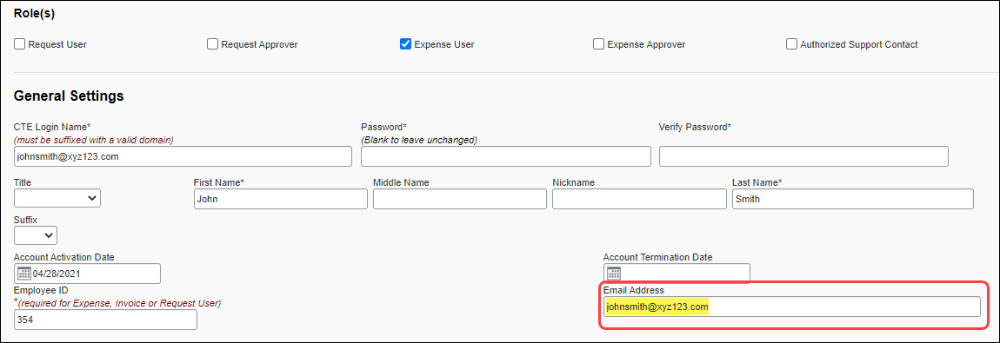 Role(s)
Request User Request Approver Expense User Expense Approver Authorized Support Contact
General Settings
CTE Login Name* Password* Verify Password*
(must be suffixed with a valid domain) (Blank to leave unchanged)
johnsmith@xyz123.com
Title First Name* Middle Name Nickname Last Name*
John Smith
Suffix
Account Activation Date Account Termination Date
04/28/2021
Employee ID Email Address
*(required for Expense, Invoice or Request User) johnsmith@xyz123.com
354